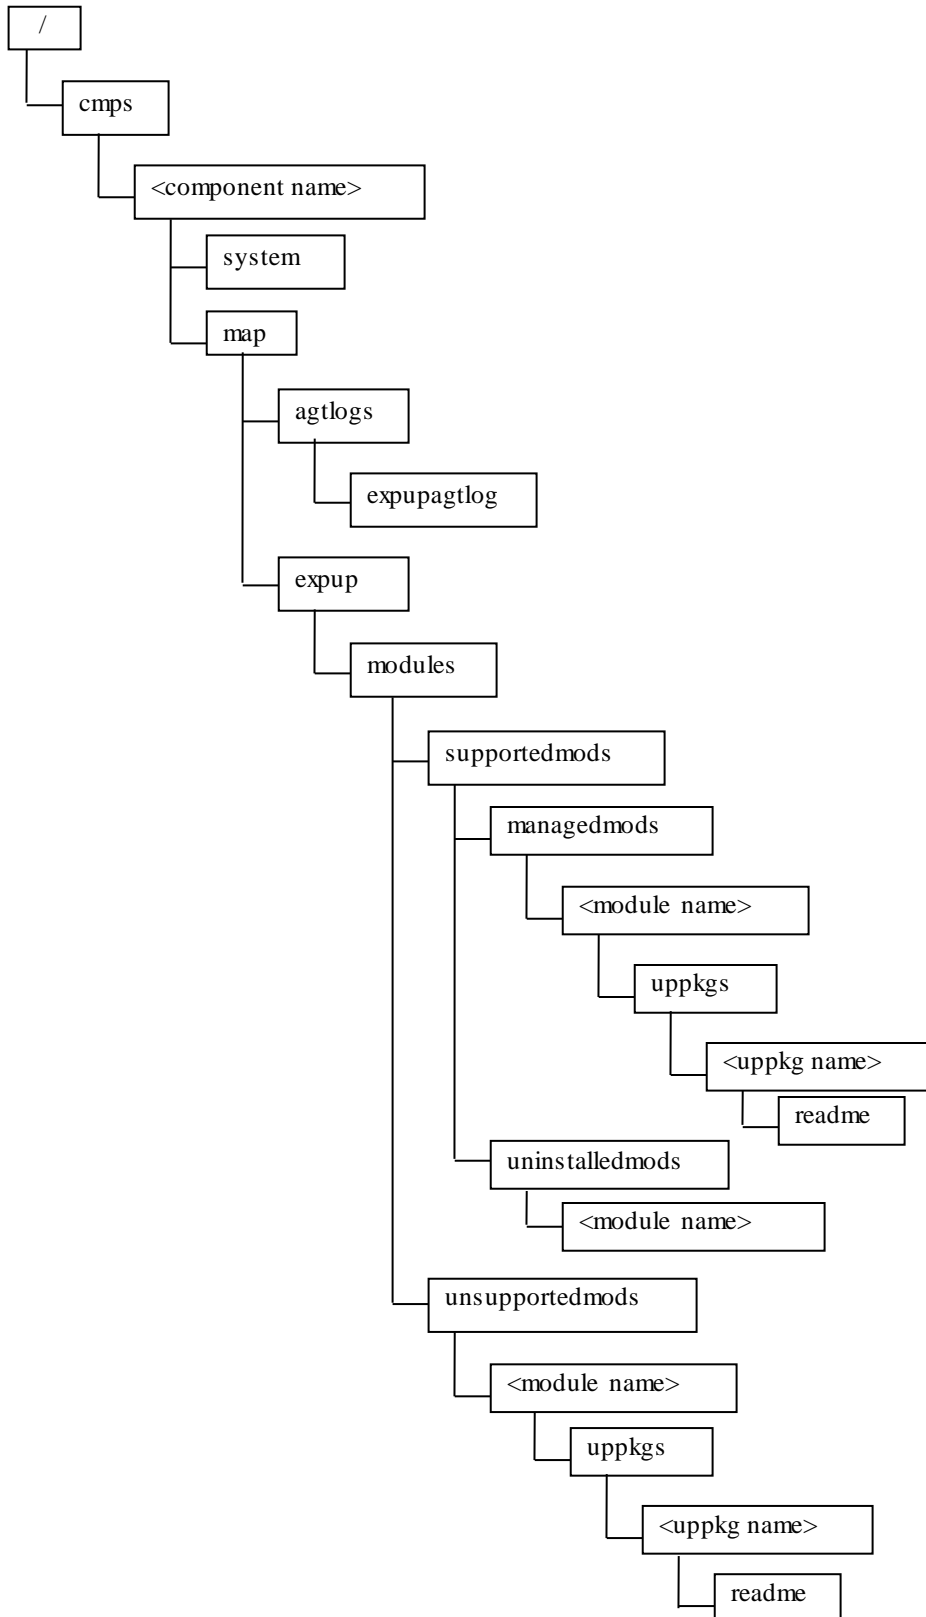 /
cmps
<component name>
system
map
agtlogs
expupagtlog
expup
modules
supportedmods
managedmods
<module name>
uppkgs
<uppkg name>
readme
uninstalledmods
<module name>
unsupportedmods
<module name>
uppkgs
<uppkg name>
readme